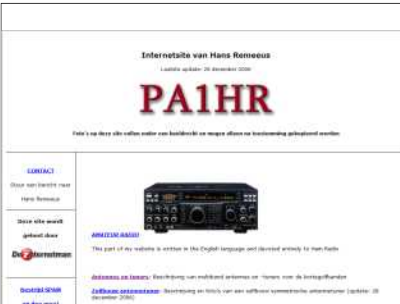 Internetsite van Hans Remeeus
Laatste update: 28 december 2006
PA1HR
Foto's op deze site vallen onder van beeldrecht en mogen alleen na toestemming gekopieerd worden
CONTACT
Stuur een bericht naar
Hans Remeeus
Deze site wordt
gehost door
Internetman
Bestrijd SPAM
AMATEUR RADIO
This part of my website is written in the English language and devoted entirely to Ham Radio
Antennes en tuners: Beschrijving van multiband antennes en -tuners voor de kortegolfbanden
Zelfbouw antennetuner: Beschrijving en foto's van een zelfbouw symmetrische antennetuner (update: 28
december 2006)